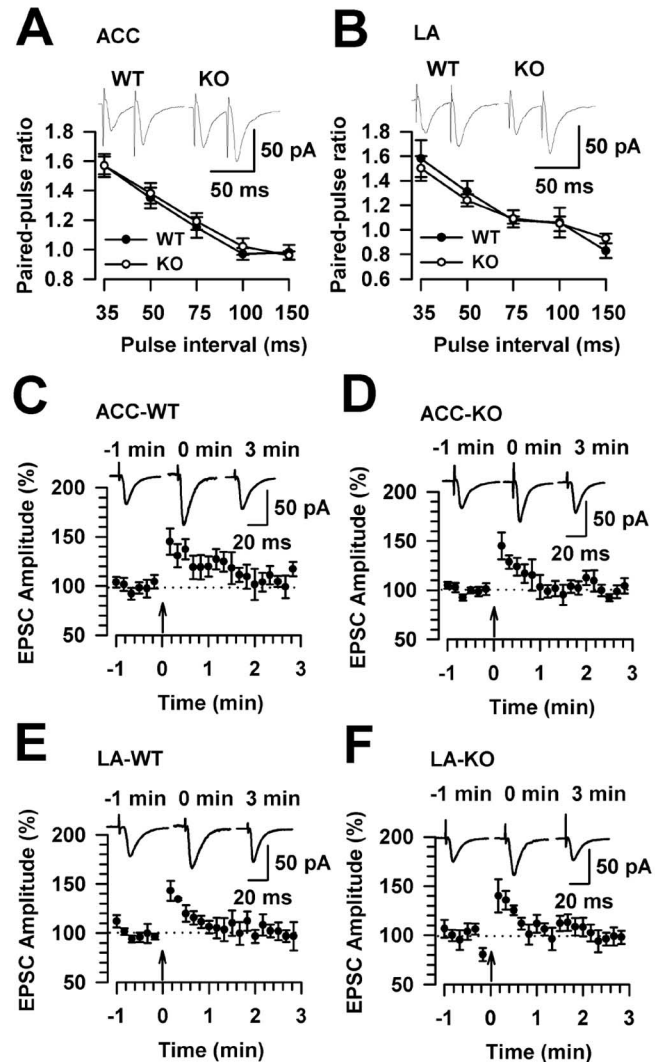 A ACC
WT KO
50 pA
50 ms
Paired-pulse ratio
1.8
1.6
1.4
1.2
1.0
0.8
WT
KO
35 50 75 100 150
Pulse interval (ms)
B LA
WT KO
50 pA
50 ms
Paired-pulse ratio
1.8
1.6
1.4
1.2
1.0
0.8
0.6
WT
KO
35 50 75 100 150
Pulse interval (ms)
C ACC-WT
-1 min 0 min 3 min
50 pA
20 ms
EPSC Amplitude (%)
200
150
100
50
-1 0 1 2 3
Time (min)
D ACC-KO
-1 min 0 min 3 min
50 pA
20 ms
EPSC Amplitude (%)
200
150
100
50
-1 0 1 2 3
Time (min)
E LA-WT
-1 min 0 min 3 min
50 pA
20 ms
EPSC Amplitude (%)
200
150
100
50
-1 0 1 2 3
Time (min)
F LA-KO
-1 min 0 min 3 min
50 pA
20 ms
EPSC Amplitude (%)
200
150
100
50
-1 0 1 2 3
Time (min)